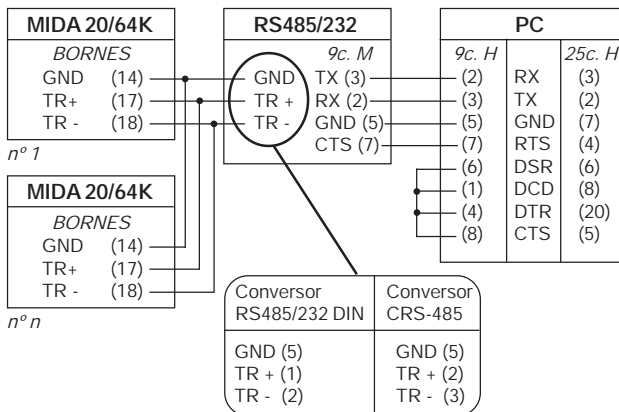 MIDA 20/64K
BORNES
GND (14)
TR+ (17)
TR - (18)
nº 1
MIDA 20/64K
BORNES
GND (14)
TR+ (17)
TR - (18)
nº n
RS485/232
9c. M
GND TX (3)
TR + RX (2)
TR - GND (5)
CTS (7)
PC
9c. H 25c. H
(2) RX (3)
(3) TX (2)
(5) GND (7)
(7) RTS (4)
(6) DSR (6)
(1) DCD (8)
(4) DTR (20)
(8) CTS (5)
Conversor
RS485/232 DIN
GND (5)
TR + (1)
TR - (2)
Conversor
CRS-485
GND (5)
TR + (2)
TR - (3)